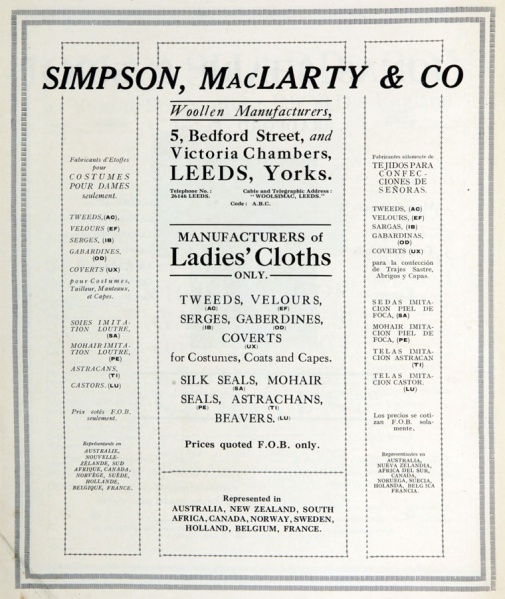 SIMPSON, MACLARTY & CO
Fabricants d'Etoffes
pour
COSTUMES
POUR DAMES
seulement.
TWEEDS, (AC)
VELOURS (EF)
SERGES, (IB)
GABARDINES,
(OD)
COVERTS (UX)
pour Costumes,
Tailleur, Manteaux,
et Capes.
SOIES IMITA-
TION LOUTRE,
(SA)
MOHAIR IMITA-
TION LOUTRE,
(PE)
ASTRACANS,
(TI)
CASTORS. (LU)
Prix cotés F.O.B.
seulement.
Représentés en
AUSTRALIE,
NOUVELLE-
ZÉLANDE, SUD
AFRIQUE, CANADA,
NORVÈGE, SUÈDE,
HOLLANDE,
BELGIQUE, FRANCE.
Woollen Manufacturers,
5, Bedford Street, and
Victoria Chambers,
LEEDS, Yorks.
Telephone No.: Cable and Telegraphic Address:
26146 LEEDS. "WOOLSIMAC, LEEDS."
Code: A.B.C.
MANUFACTURERS of
Ladies' Cloths
ONLY.
TWEEDS, VELOURS,
(AC) (EF)
SERGES, GABERDINES,
(IB) (OD)
COVERTS
(UX)
for Costumes, Coats and Capes.
SILK SEALS, MOHAIR
(SA)
SEALS, ASTRACHANS,
(PE) (TI)
BEAVERS. (LU)
Prices quoted F.O.B. only.
Represented in
AUSTRALIA, NEW ZEALAND, SOUTH
AFRICA, CANADA, NORWAY, SWEDEN,
HOLLAND, BELGIUM, FRANCE.
Fabricantes sólamente de
TEJIDOS PARA
CONFEC-
CIONES DE
SEÑORAS.
TWEEDS, (AC)
VELOURS, (EF)
SARGAS, (IB)
GABARDINAS,
(OD)
COVERTS (UX)
para la confección
de Trajes Sastre,
Abrigos y Capas.
SEDAS IMITA-
CION PIEL DE
FOCA, (SA)
MOHAIR IMITA-
CION PIEL DE
FOCA, (PE)
TELAS IMITA-
CION ASTRACAN
(TI)
TELAS IMITA-
CION CASTOR.
(LU)
Los precios se coti-
zan F.O.B. sola-
mente.
Representados en
AUSTRALIA,
NUEVA ZELANDIA,
AFRICA DEL SUR,
CANADA,
NORUEGA, SUECIA,
HOLANDA, BELGICA
FRANCIA.